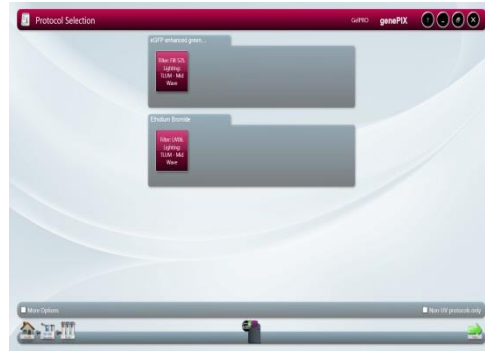 Protocol Selection
GelPRO genePIX
eGFP enhanced green...
Filter: Filt 525
Lighting:
TLUM - Mid
Wave
Ethidium Bromide
Filter: UV06
Lighting:
TLUM - Mid
Wave
More Options
Non UV protocols only